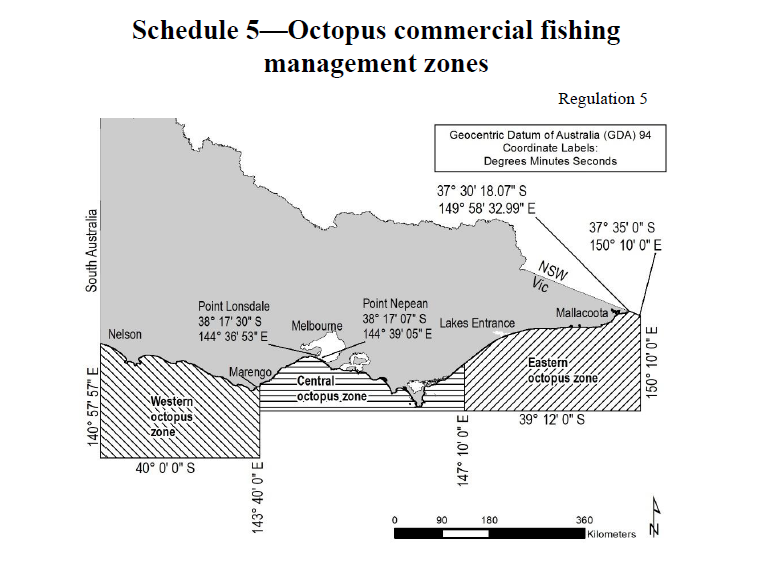 Schedule 5—Octopus commercial fishing
management zones
Regulation 5
Geocentric Datum of Australia (GDA) 94
Coordinate Labels:
Degrees Minutes Seconds
37° 30' 18.07" S
149° 58' 32.99" E
37° 35' 0" S
150° 10' 0" E
South Australia
NSW
Vic
Point Lonsdale
38° 17' 30" S
144° 36' 53" E
Point Nepean
38° 17' 07" S
144° 39' 05" E
Melbourne
Lakes Entrance
Mallacoota
Nelson
Marengo
Western
octopus
zone
Central
octopus zone
Eastern
octopus zone
140° 57' 57" E
150° 10' 0" E
39° 12' 0" S
40° 0' 0" S
143° 40' 0" E
147° 10' 0" E
0 90 180 360
Kilometers
N